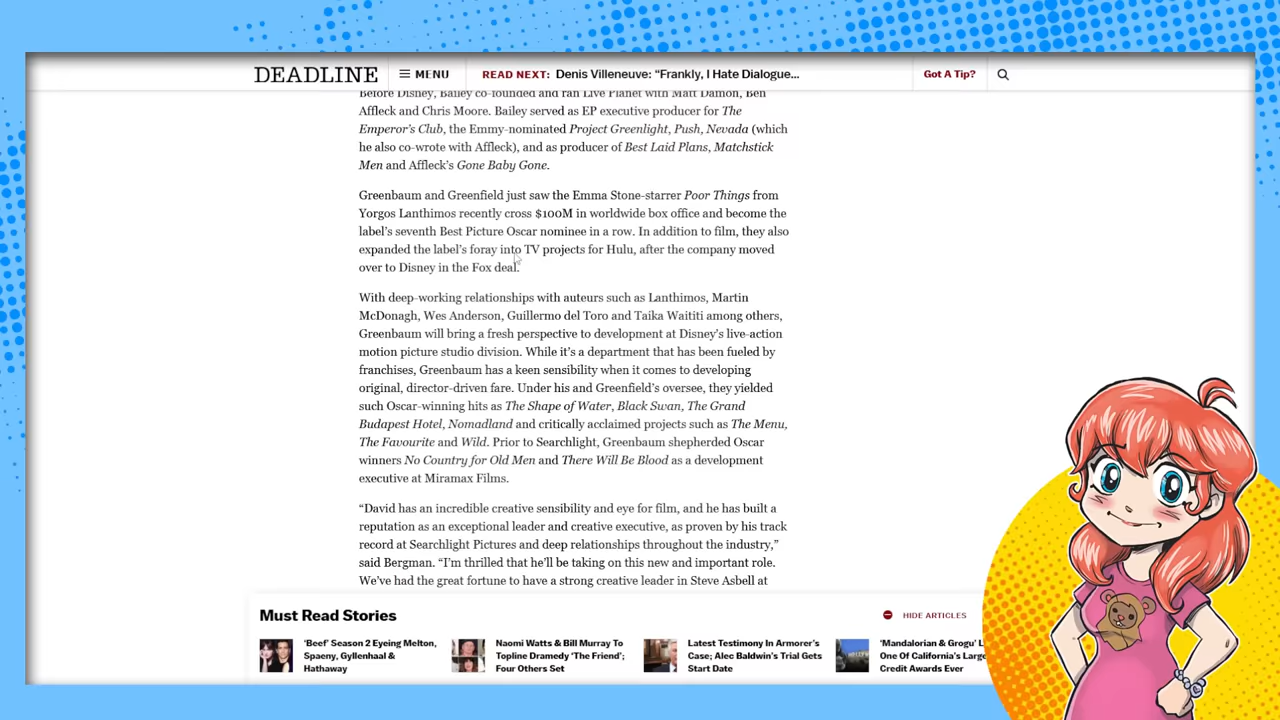 DEADLINE
MENU
READ NEXT: Denis Villeneuve: “Frankly, I Hate Dialogue...
Got A Tip?
Before Disney, Bailey co-founded and ran Live Planet with Matt Damon, Ben
Affleck and Chris Moore. Bailey served as EP executive producer for The
Emperor’s Club, the Emmy-nominated Project Greenlight, Push, Nevada (which
he also co-wrote with Affleck), and as producer of Best Laid Plans, Matchstick
Men and Affleck’s Gone Baby Gone.
Greenbaum and Greenfield just saw the Emma Stone-starrer Poor Things from
Yorgos Lanthimos recently cross $100M in worldwide box office and become the
label’s seventh Best Picture Oscar nominee in a row. In addition to film, they also
expanded the label’s foray into TV projects for Hulu, after the company moved
over to Disney in the Fox deal.
With deep-working relationships with auteurs such as Lanthimos, Martin
McDonagh, Wes Anderson, Guillermo del Toro and Taika Waititi among others,
Greenbaum will bring a fresh perspective to development at Disney’s live-action
motion picture studio division. While it’s a department that has been fueled by
franchises, Greenbaum has a keen sensibility when it comes to developing
original, director-driven fare. Under his and Greenfield’s oversee, they yielded
such Oscar-winning hits as The Shape of Water, Black Swan, The Grand
Budapest Hotel, Nomadland and critically acclaimed projects such as The Menu,
The Favourite and Wild. Prior to Searchlight, Greenbaum shepherded Oscar
winners No Country for Old Men and There Will Be Blood as a development
executive at Miramax Films.
“David has an incredible creative sensibility and eye for film, and he has built a
reputation as an exceptional leader and creative executive, as proven by his track
record at Searchlight Pictures and deep relationships throughout the industry,”
said Bergman. “I’m thrilled that he’ll be taking on this new and important role.
We’ve had the great fortune to have a strong creative leader in Steve Asbell at
Must Read Stories
HIDE ARTICLES
‘Beef’ Season 2 Eyeing Melton,
Spaeny, Gyllenhaal &
Hathaway
Naomi Watts & Bill Murray To
Topline Dramedy ‘The Friend’;
Four Others Set
Latest Testimony In Armorer’s
Case; Alec Baldwin’s Trial Gets
Start Date
‘Mandalorian & Grogu’ L
One Of California’s Large
Credit Awards Ever